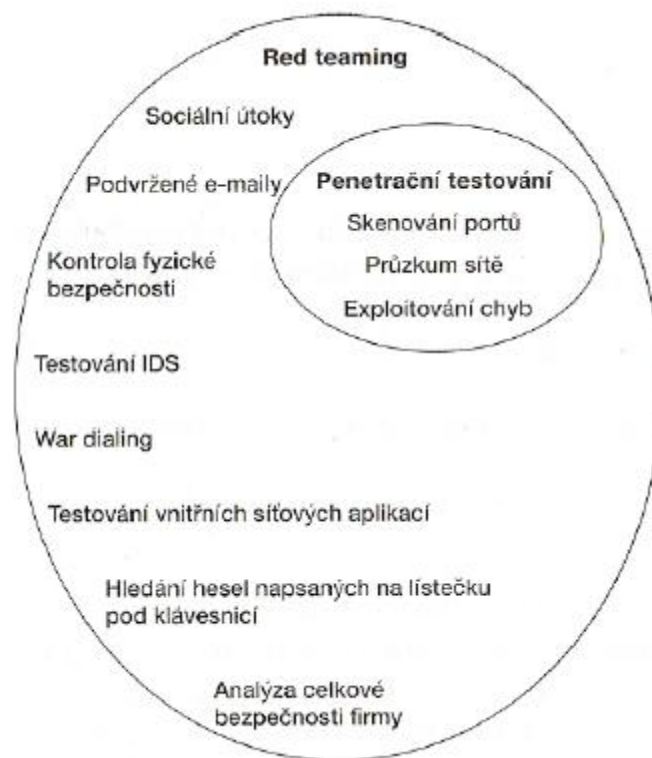 Red teaming
Sociální útoky
Podvržené e-maily
Penetrační testování
Skenování portů
Průzkum sítě
Exploitování chyb
Kontrola fyzické
bezpečnosti
Testování IDS
War dialing
Testování vnitřních síťových aplikací
Hledání hesel napsaných na lístečku
pod klávesnicí
Analýza celkové
bezpečnosti firmy